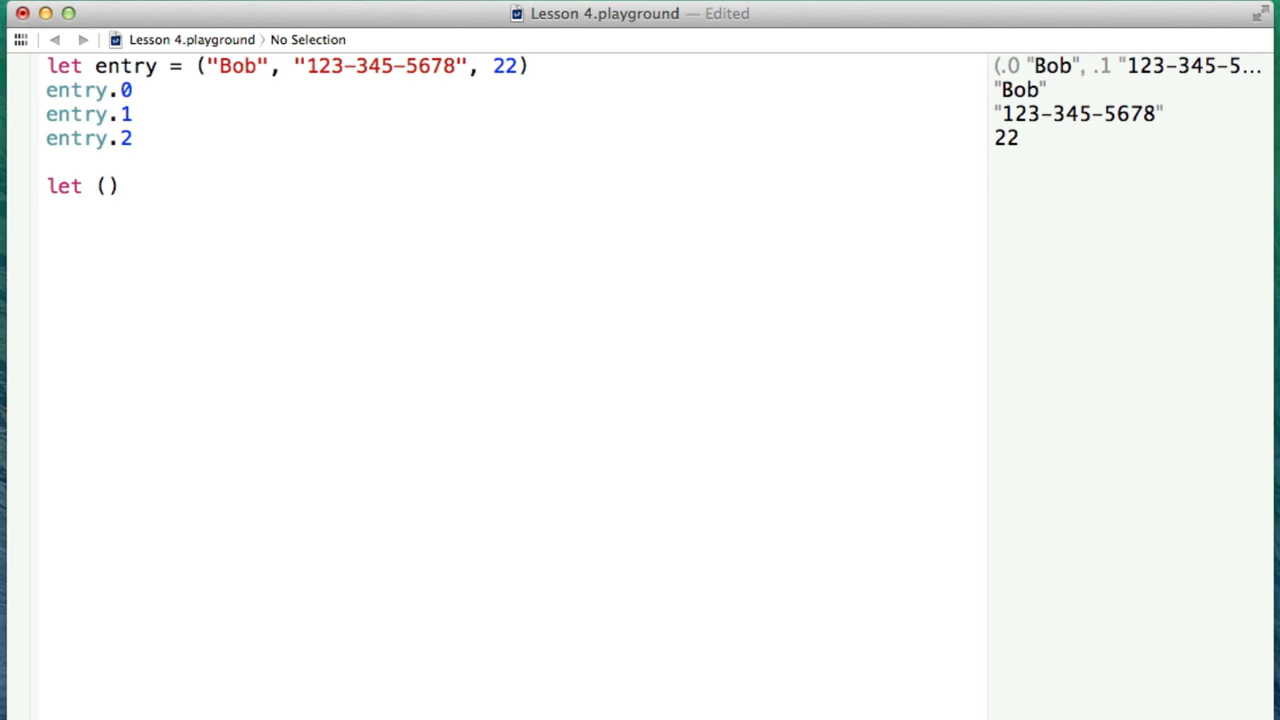 Lesson 4.playground — Edited
Lesson 4.playground 〉 No Selection
let entry = ("Bob", "123-345-5678", 22)
entry.0
entry.1
entry.2
let ()
(.0 "Bob", .1 "123-345-5...
"Bob"
"123-345-5678"
22